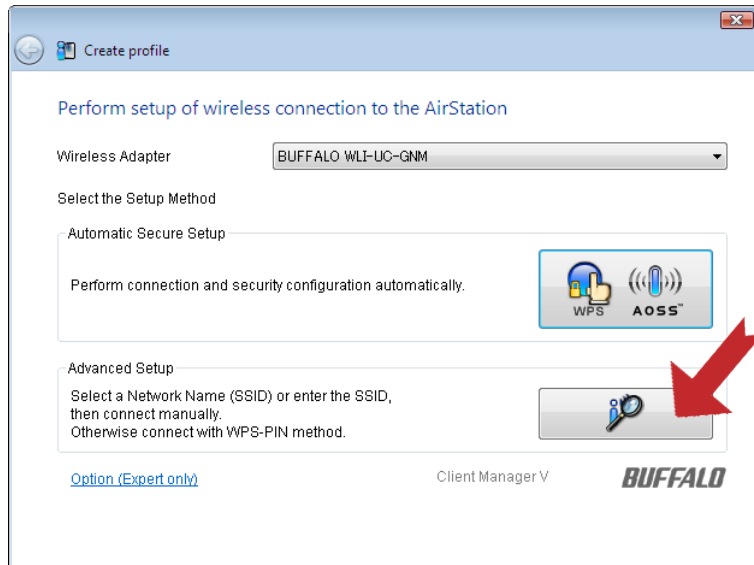 Create profile
Perform setup of wireless connection to the AirStation
Wireless Adapter
BUFFALO WLI-UC-GNM
Select the Setup Method
Automatic Secure Setup
Perform connection and security configuration automatically.
WPS
AOSS™
Advanced Setup
Select a Network Name (SSID) or enter the SSID,
then connect manually.
Otherwise connect with WPS-PIN method.
Option (Expert only)
Client Manager V
BUFFALO